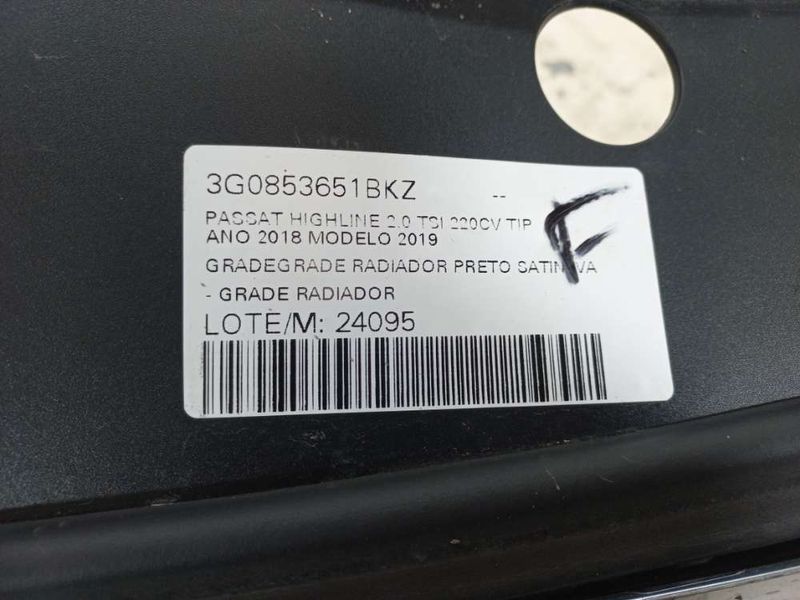 3G0853651BKZ --
PASSAT HIGHLINE 2.0 TSI 220CV TIP
ANO 2018 MODELO 2019
F
GRADEGRADE RADIADOR PRETO SATIN VA
- GRADE RADIADOR
LOTE/M: 24095